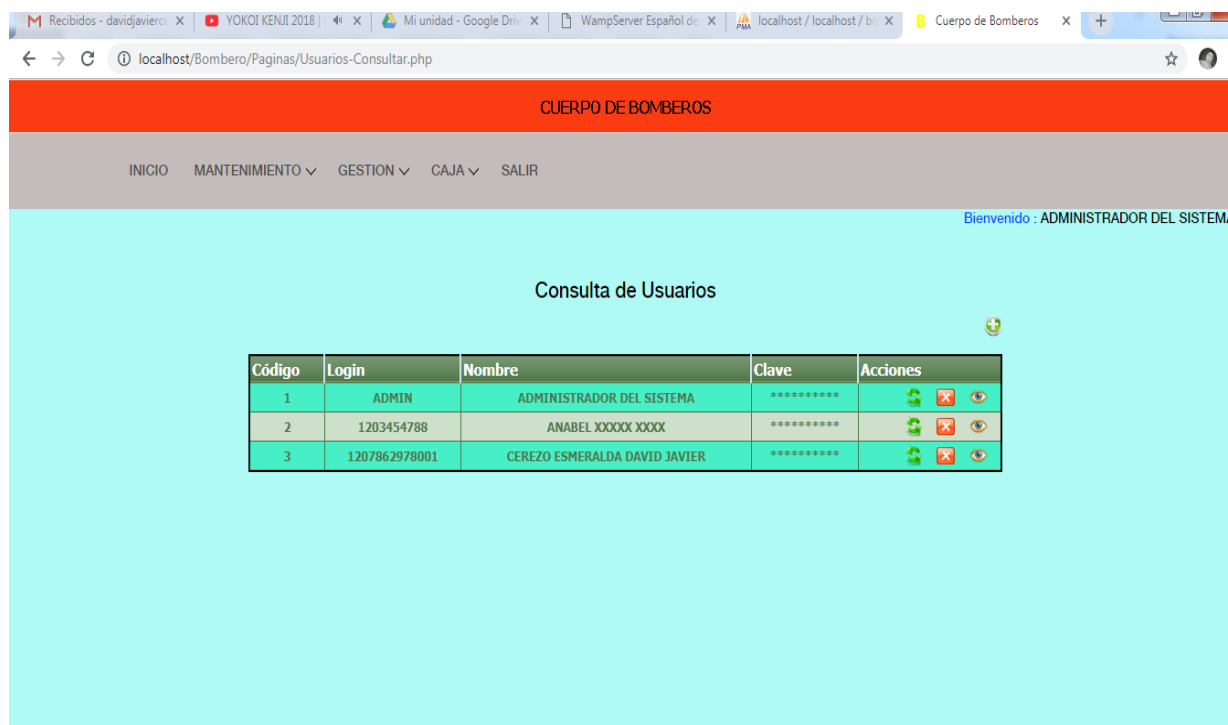 Recibidos - davidjavierce
YOKOI KENJI 2018
Mi unidad - Google Driv
WampServer Español de
localhost / localhost / bo
Cuerpo de Bomberos
localhost/Bombero/Paginas/Usuarios-Consultar.php
CUERPO DE BOMBEROS
INICIO MANTENIMIENTO GESTION CAJA SALIR
Bienvenido : ADMINISTRADOR DEL SISTEMA
Consulta de Usuarios
Código Login Nombre Clave Acciones
1 ADMIN ADMINISTRADOR DEL SISTEMA **********
2 1203454788 ANABEL XXXXX XXXX **********
3 1207862978001 CEREZO ESMERALDA DAVID JAVIER **********